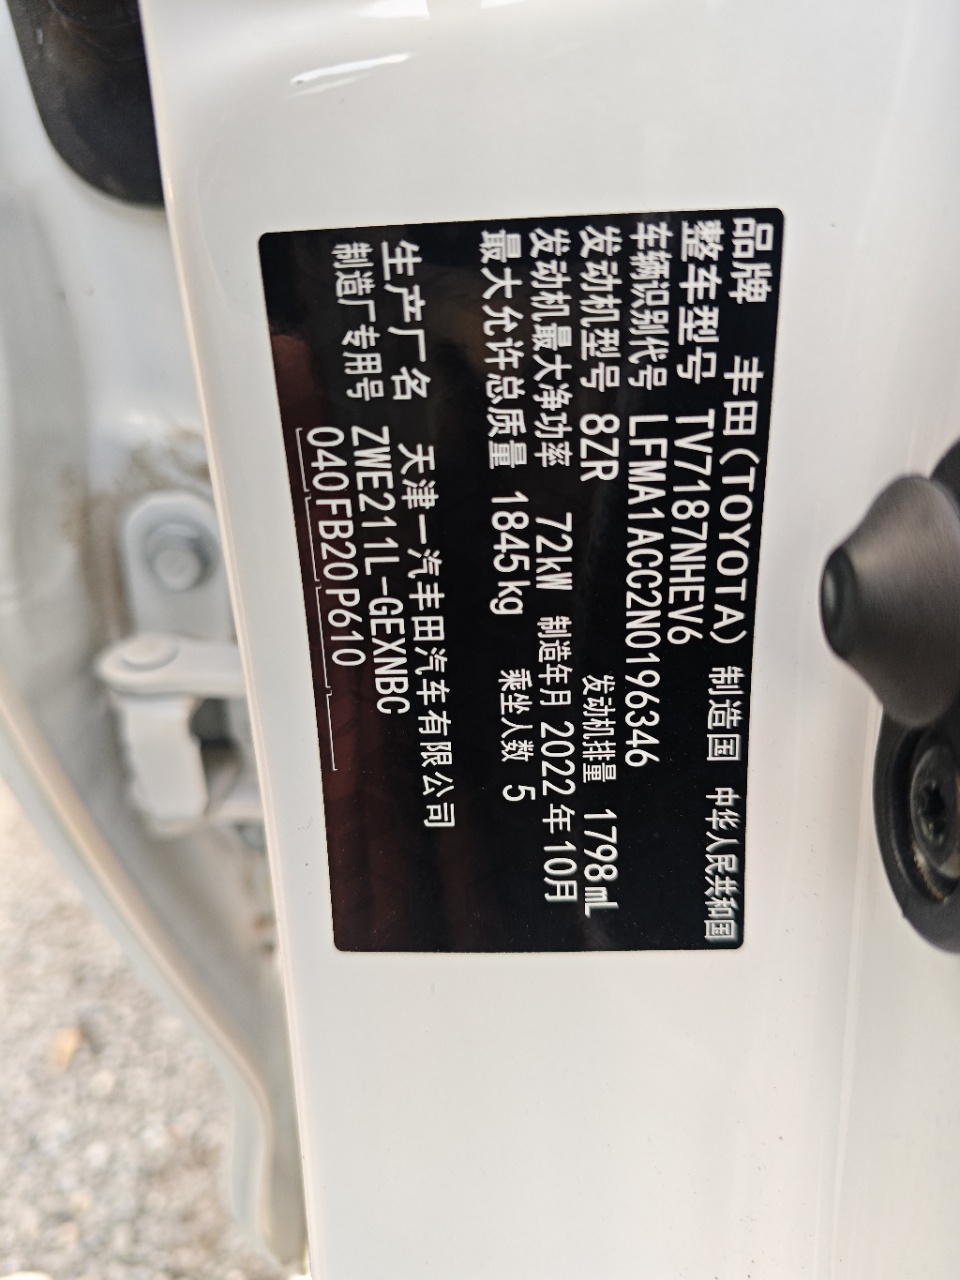 品牌 丰田(TOYOTA) 制造国 中华人民共和国
整车型号 TV7187NHEV6
车辆识别代号 LFMA1ACC2N0196346
发动机型号 8ZR 发动机排量 1798mL
发动机最大净功率 72kW 制造年月 2022年10月
最大允许总质量 1845kg 乘坐人数 5
生产厂名 天津一汽丰田汽车有限公司
制造厂专用号 ZWE211L-GEXNBC
040FB20P610